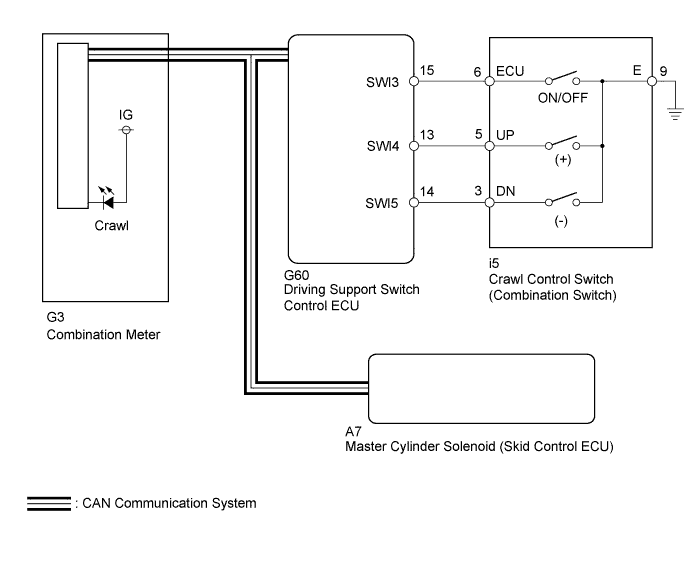 IG
Crawl
G3
Combination Meter
SWI3
SWI4
SWI5
G60
Driving Support Switch
Control ECU
15
13
14
6
5
3
ECU
ON/OFF
UP
(+)
DN
(-)
E
9
i5
Crawl Control Switch
(Combination Switch)
A7
Master Cylinder Solenoid (Skid Control ECU)
: CAN Communication System